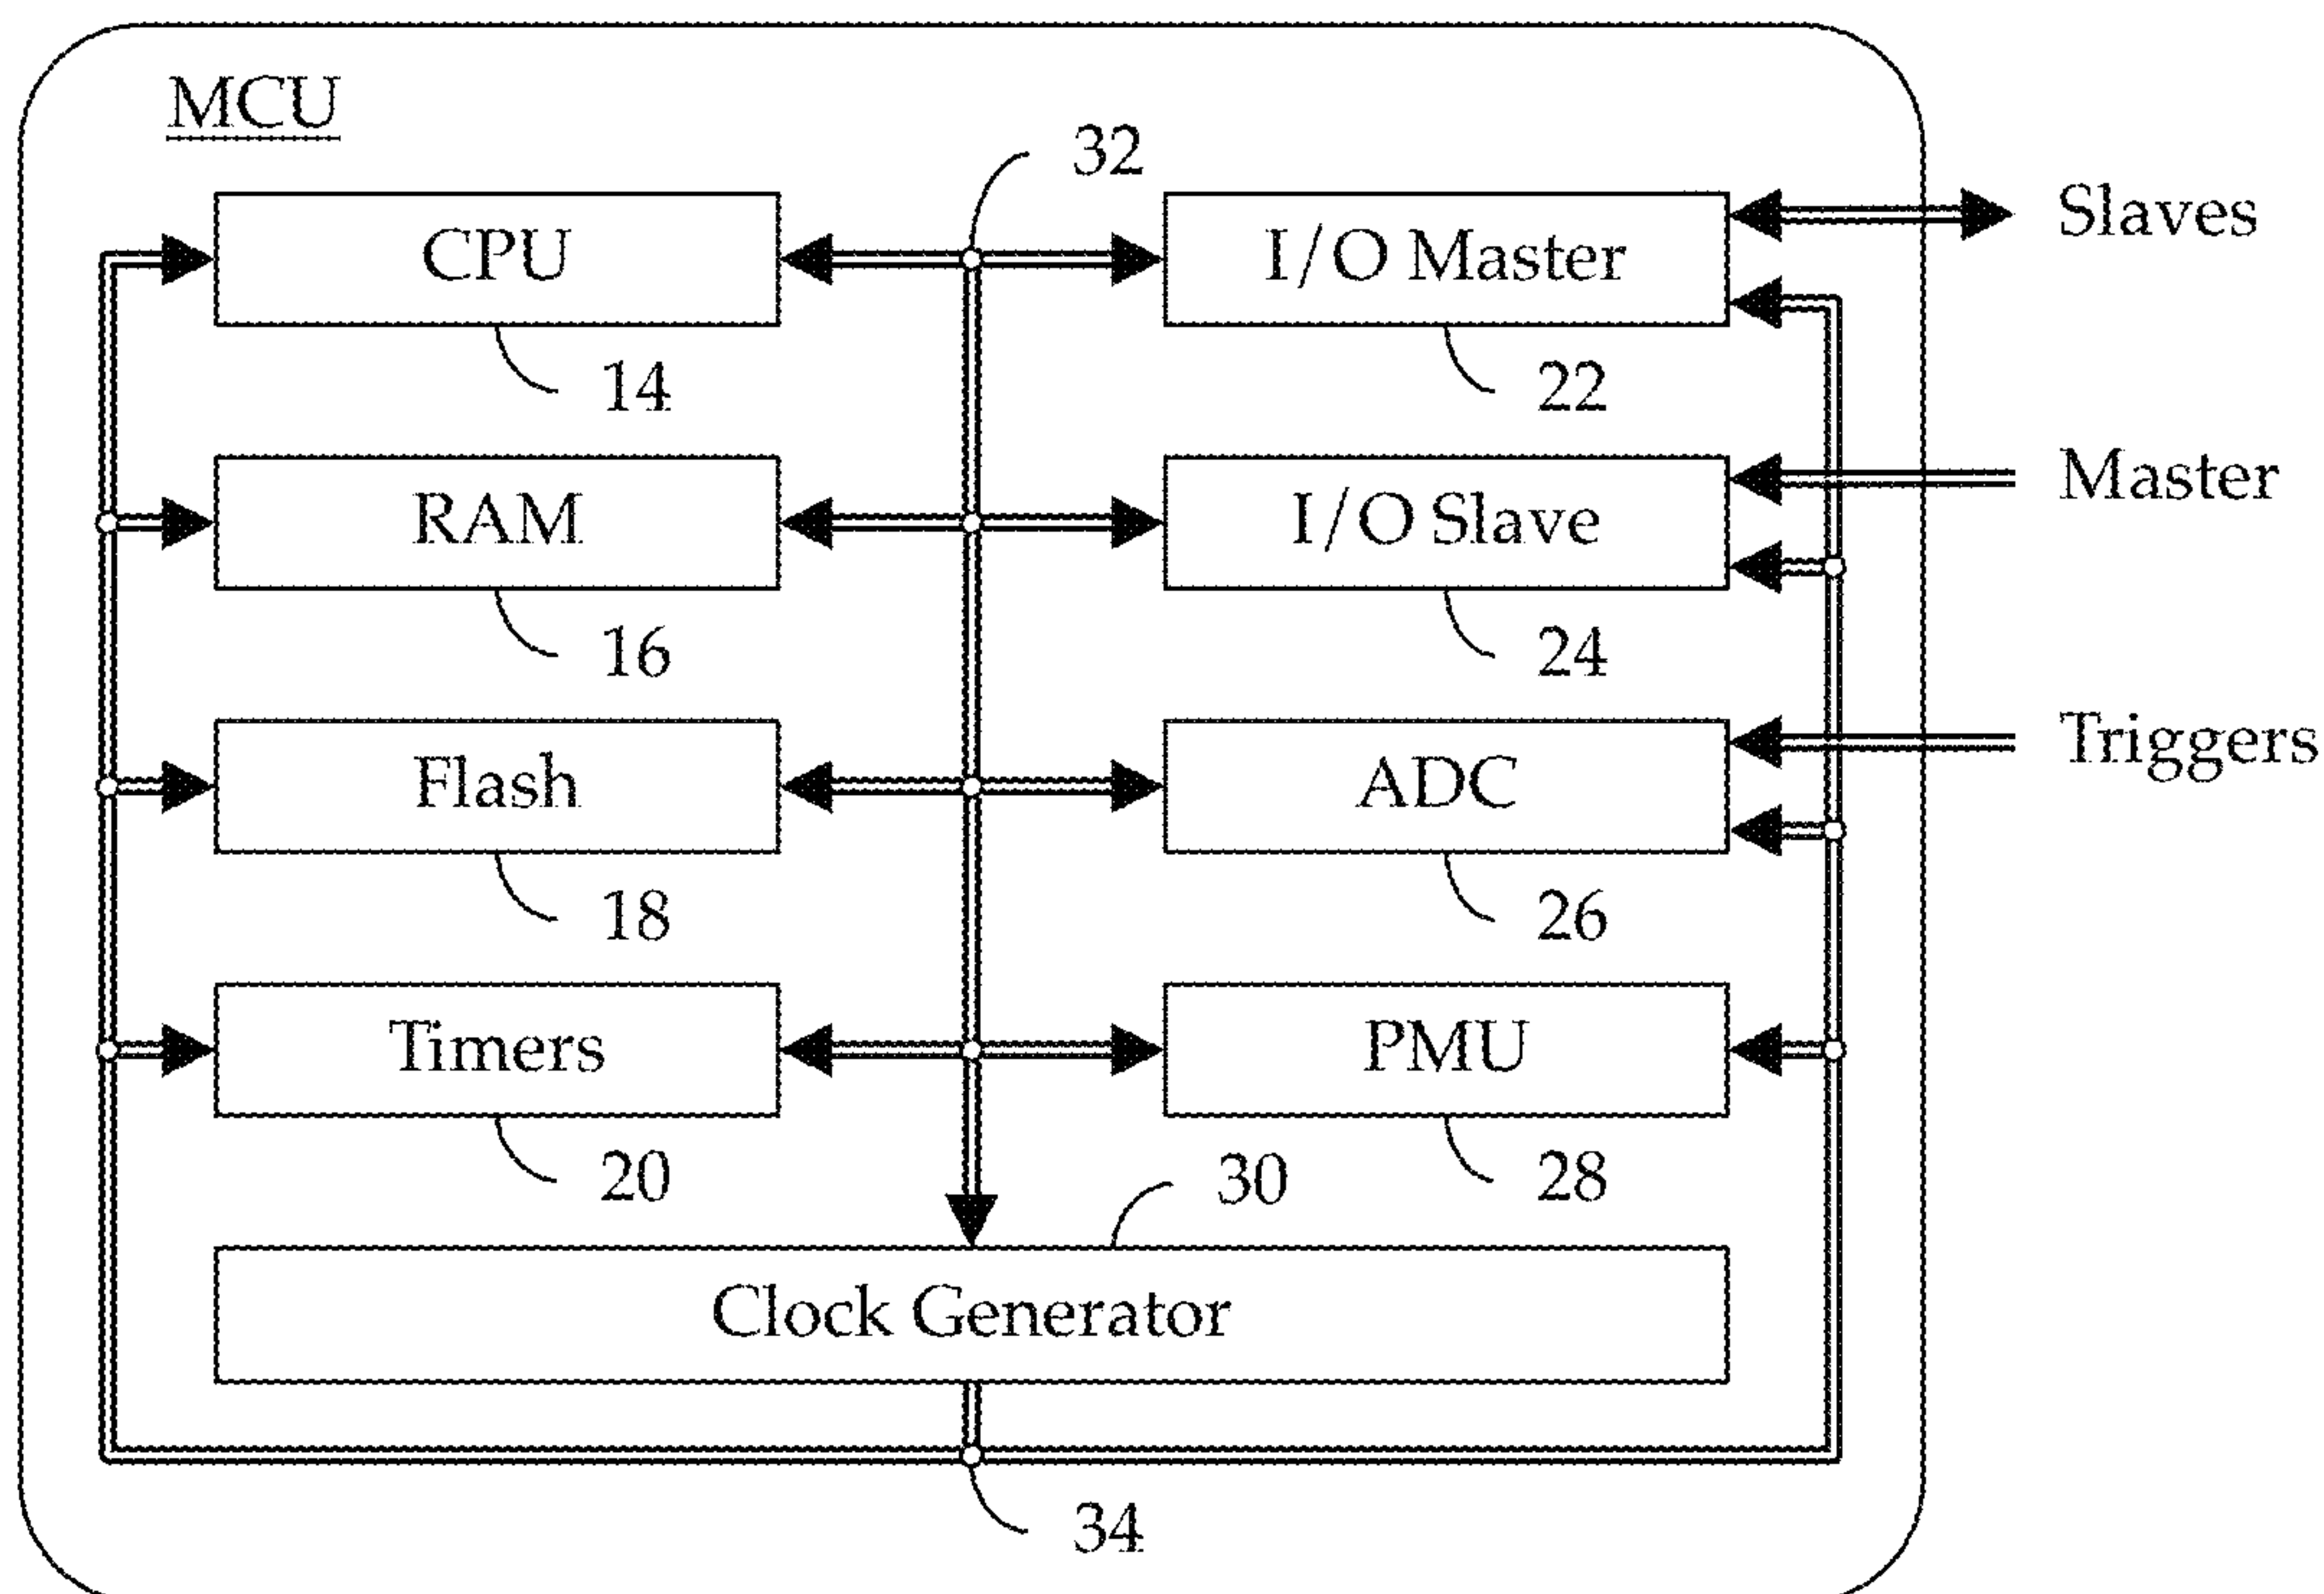 MCU
32
CPU
I/O Master
Slaves
14
22
RAM
I/O Slave
Master
16
24
Flash
ADC
Triggers
18
26
Timers
PMU
20
30
28
Clock Generator
34